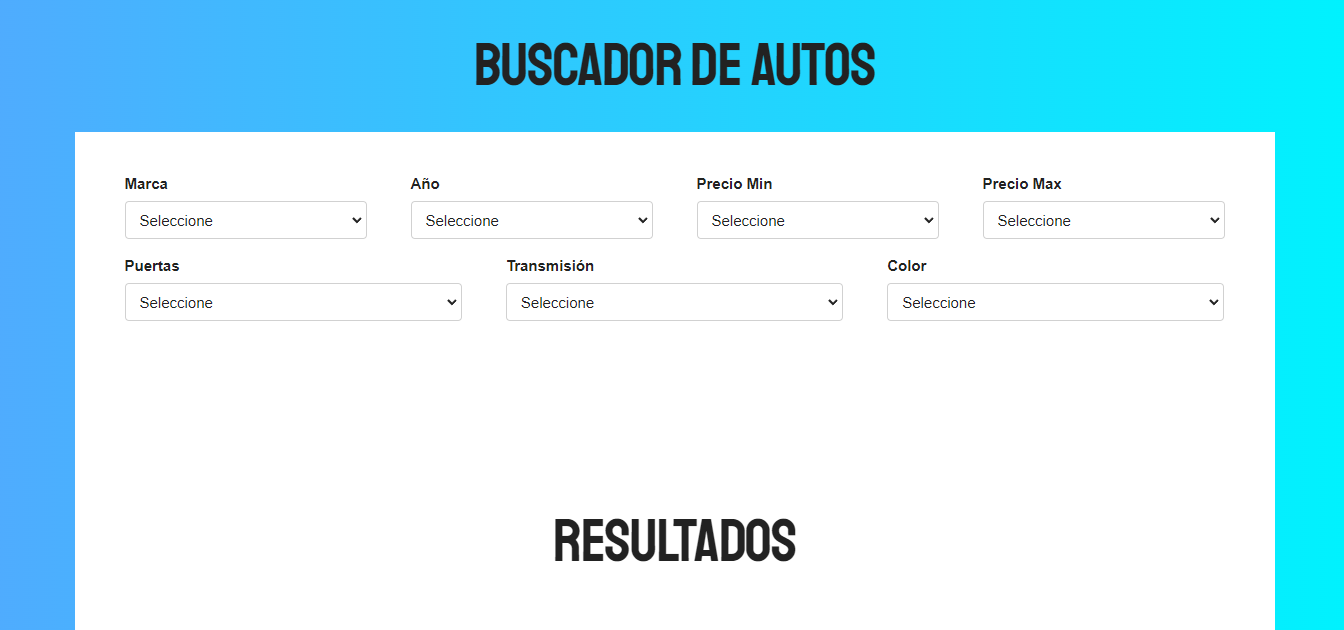 BUSCADOR DE AUTOS
Marca Año Precio Min Precio Max
Seleccione Seleccione Seleccione Seleccione
Puertas Transmisión Color
Seleccione Seleccione Seleccione
RESULTADOS